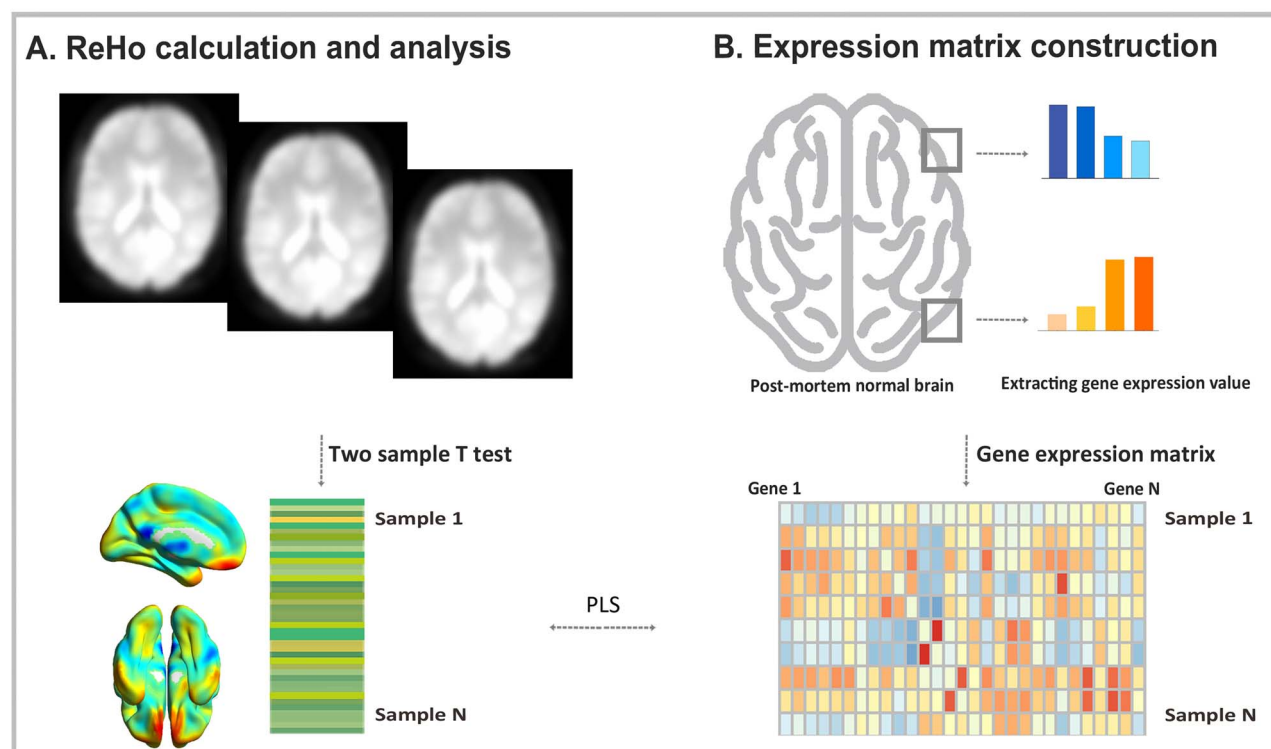 A. ReHo calculation and analysis
B. Expression matrix construction
Post-mortem normal brain
Extracting gene expression value
Two sample T test
Gene expression matrix
Gene 1
Gene N
Sample 1
Sample 1
PLS
Sample N
Sample N